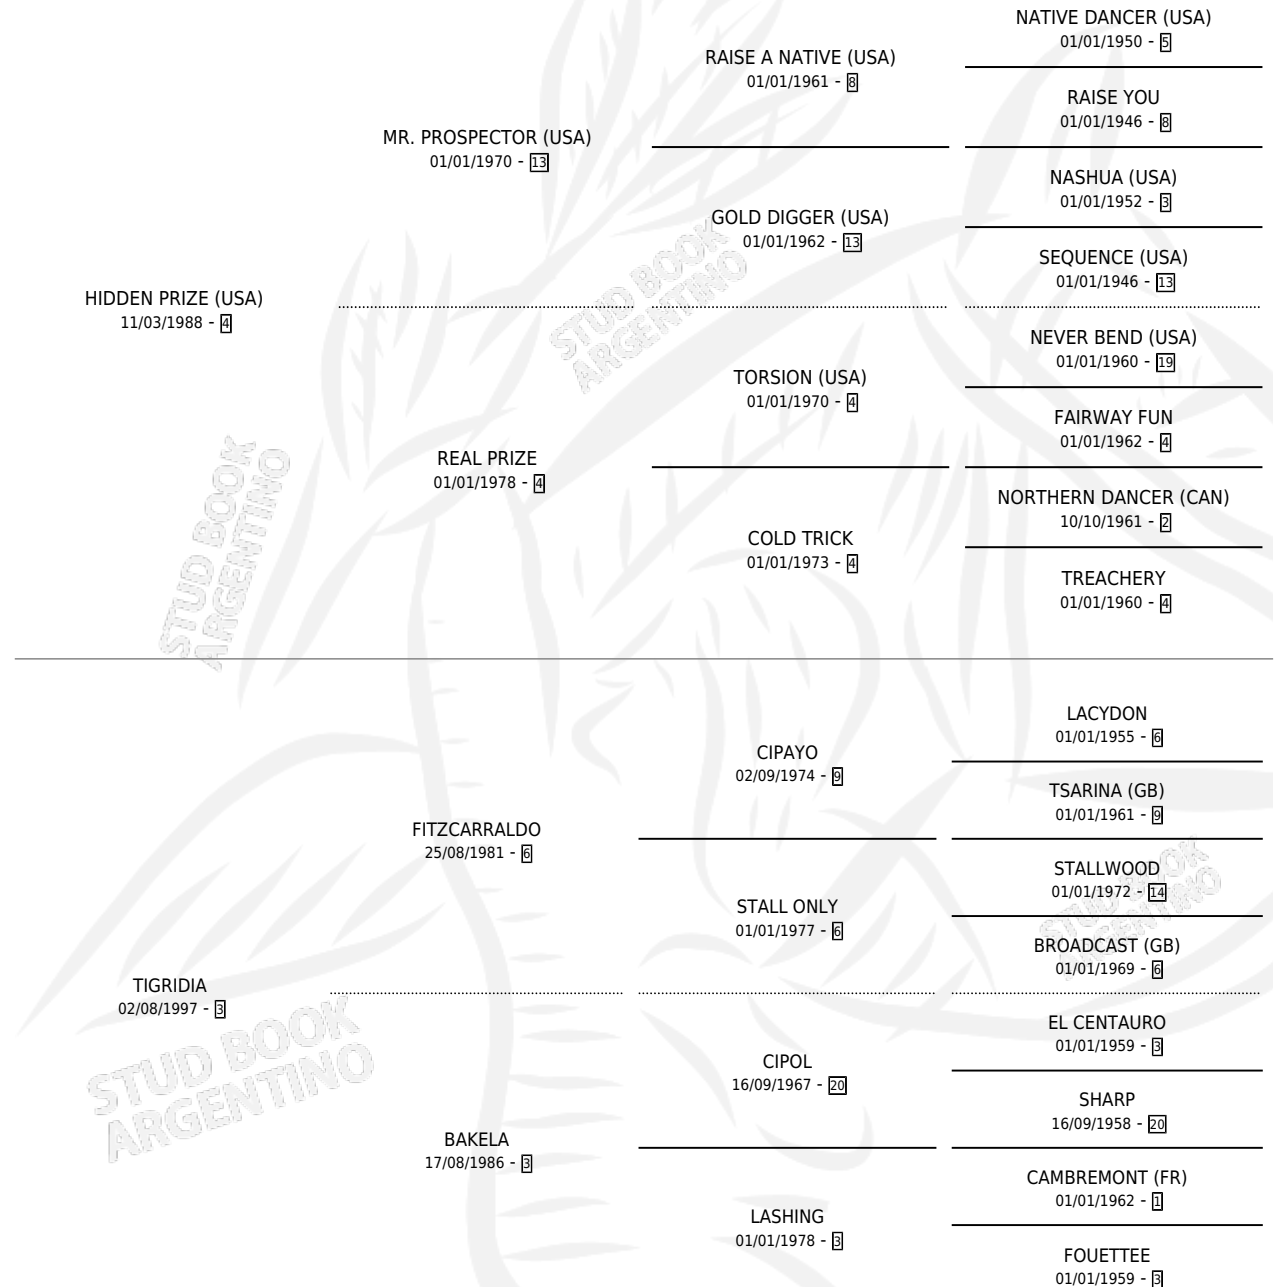 NATIVE DANCER (USA)
01/01/1950 - 5
RAISE A NATIVE (USA)
01/01/1961 - 8
RAISE YOU
01/01/1946 - 8
MR. PROSPECTOR (USA)
01/01/1970 - 13
NASHUA (USA)
01/01/1952 - 3
GOLD DIGGER (USA)
01/01/1962 - 13
SEQUENCE (USA)
01/01/1946 - 13
HIDDEN PRIZE (USA)
11/03/1988 - 4
NEVER BEND (USA)
01/01/1960 - 19
TORSION (USA)
01/01/1970 - 4
FAIRWAY FUN
01/01/1962 - 4
REAL PRIZE
01/01/1978 - 4
NORTHERN DANCER (CAN)
10/10/1961 - 2
COLD TRICK
01/01/1973 - 4
TREACHERY
01/01/1960 - 4
LACYDON
01/01/1955 - 6
CIPAYO
02/09/1974 - 9
TSARINA (GB)
01/01/1961 - 9
FITZCARRALDO
25/08/1981 - 6
STALLWOOD
01/01/1972 - 14
STALL ONLY
01/01/1977 - 6
BROADCAST (GB)
01/01/1969 - 6
TIGRIDIA
02/08/1997 - 3
EL CENTAURO
01/01/1959 - 3
CIPOL
16/09/1967 - 20
SHARP
16/09/1958 - 20
BAKELA
17/08/1986 - 3
CAMBREMONT (FR)
01/01/1962 - 1
LASHING
01/01/1978 - 3
FOUETTEE
01/01/1959 - 3
STUD BOOK
ARGENTINO
STUD BOOK
ARGENTINO
STUD BOOK
ARGENTINO
STUD BOOK
ARGENTINO